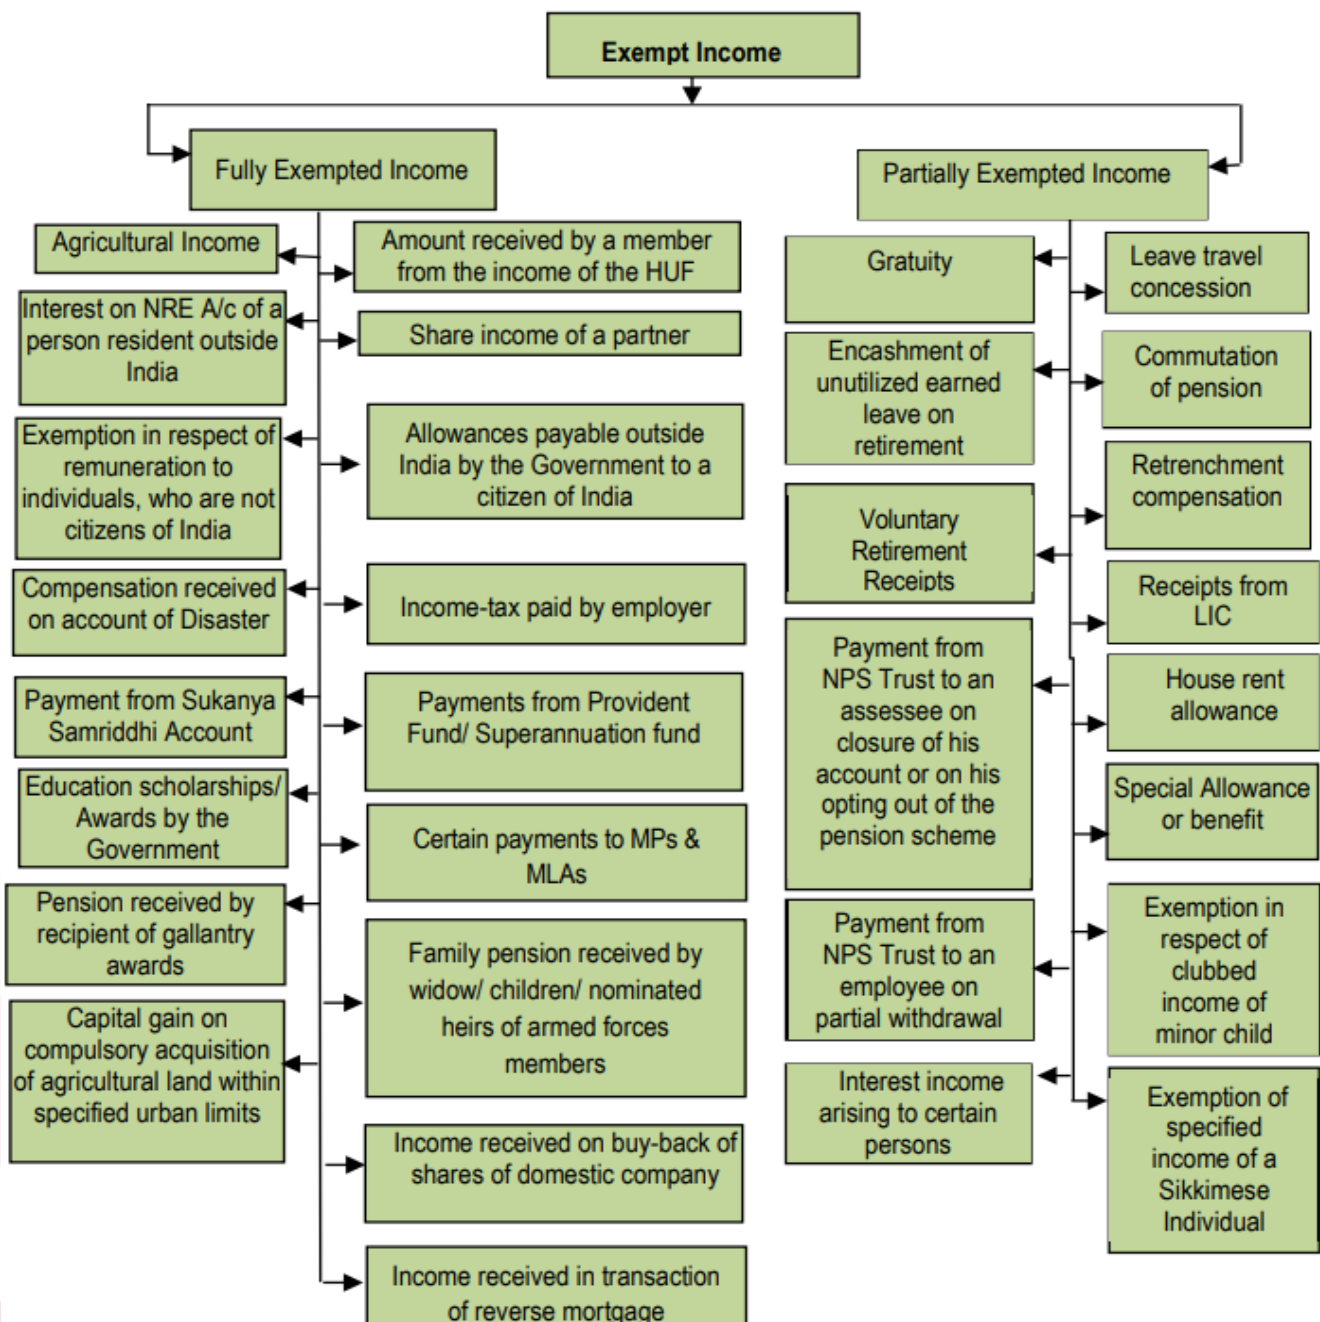 Exempt Income
Fully Exempted Income
Agricultural Income
Amount received by a member
from the income of the HUF
Interest on NRE A/c of a
person resident outside
India
Share income of a partner
Exemption in respect of
remuneration to
individuals, who are not
citizens of India
Allowances payable outside
India by the Government to a
citizen of India
Compensation received
on account of Disaster
Income-tax paid by employer
Payment from Sukanya
Samriddhi Account
Payments from Provident
Fund/ Superannuation fund
Education scholarships/
Awards by the
Government
Certain payments to MPs &
MLAs
Pension received by
recipient of gallantry
awards
Family pension received by
widow/ children/ nominated
heirs of armed forces
members
Capital gain on
compulsory acquisition
of agricultural land within
specified urban limits
Income received on buy-back of
shares of domestic company
Income received in transaction
of reverse mortgage
Partially Exempted Income
Gratuity
Leave travel
concession
Encashment of
unutilized earned
leave on
retirement
Commutation
of pension
Retrenchment
compensation
Voluntary
Retirement
Receipts
Receipts from
LIC
Payment from
NPS Trust to an
assessee on
closure of his
account or on his
opting out of the
pension scheme
House rent
allowance
Special Allowance
or benefit
Payment from
NPS Trust to an
employee on
partial withdrawal
Exemption in
respect of
clubbed
income of
minor child
Interest income
arising to certain
persons
Exemption of
specified
income of a
Sikkimese
Individual